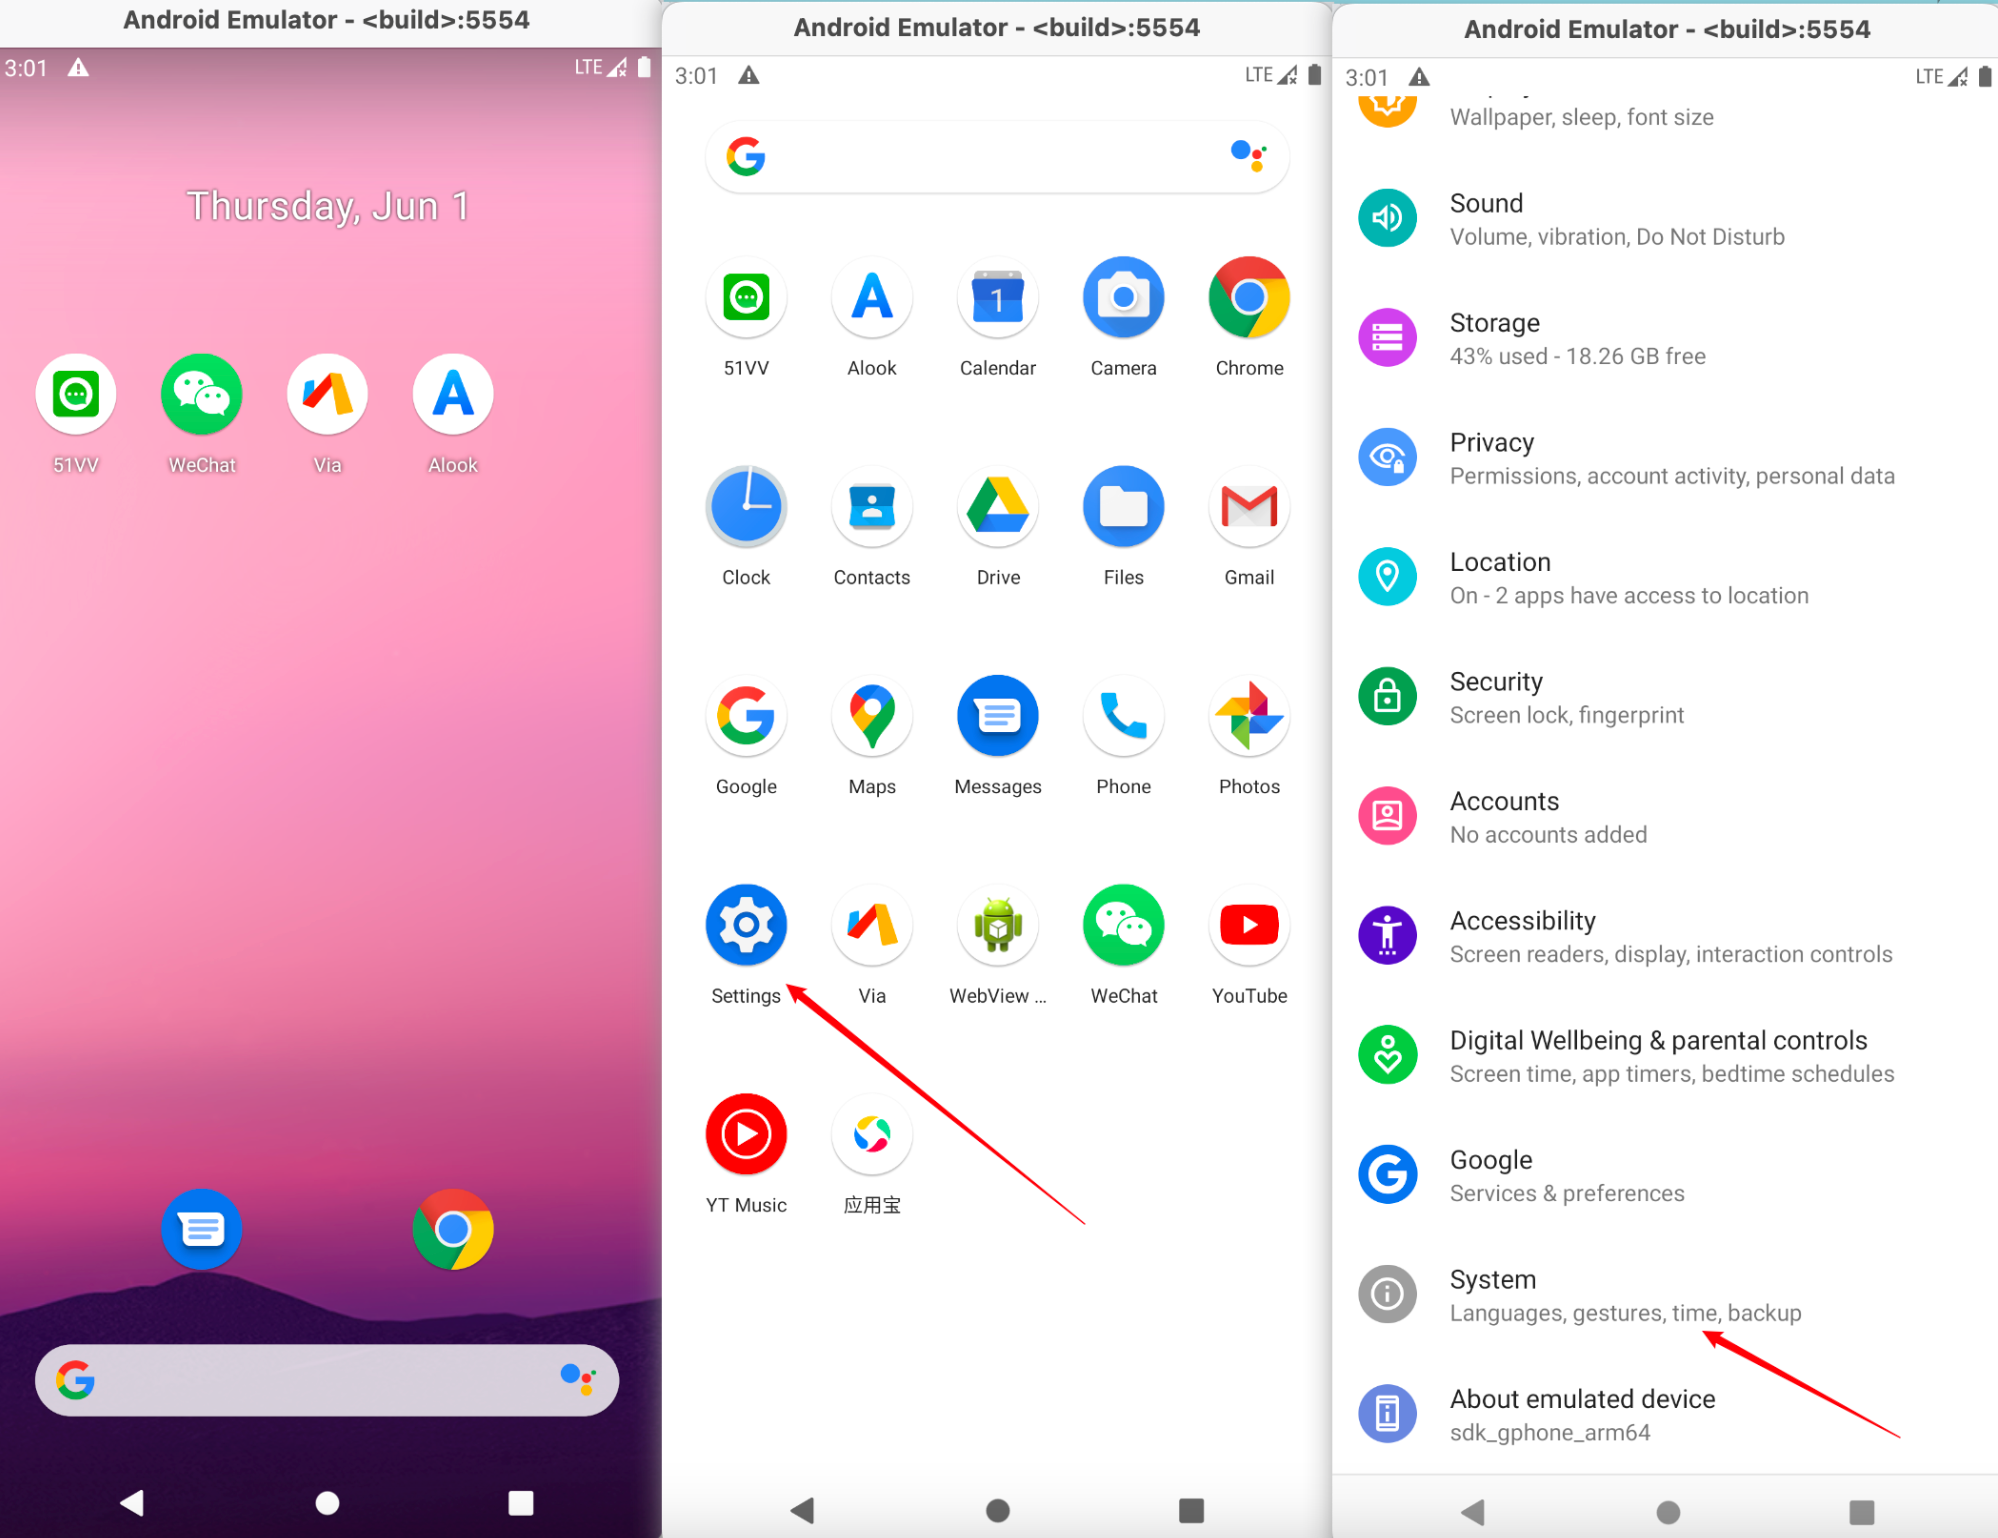 Android Emulator - <build>:5554
3:01
LTE
Thursday, Jun 1
51VV
WeChat
Via
Alook
Android Emulator - <build>:5554
3:01
LTE
51VV
Alook
1
Calendar
Camera
Chrome
Clock
Contacts
Drive
Files
Gmail
Google
Maps
Messages
Phone
Photos
Settings
Via
WebView ...
WeChat
YouTube
YT Music
应用宝
Android Emulator - <build>:5554
3:01
LTE
Wallpaper, sleep, font size
Sound
Volume, vibration, Do Not Disturb
Storage
43% used - 18.26 GB free
Privacy
Permissions, account activity, personal data
Location
On - 2 apps have access to location
Security
Screen lock, fingerprint
Accounts
No accounts added
Accessibility
Screen readers, display, interaction controls
Digital Wellbeing & parental controls
Screen time, app timers, bedtime schedules
Google
Services & preferences
System
Languages, gestures, time, backup
About emulated device
sdk_gphone_arm64